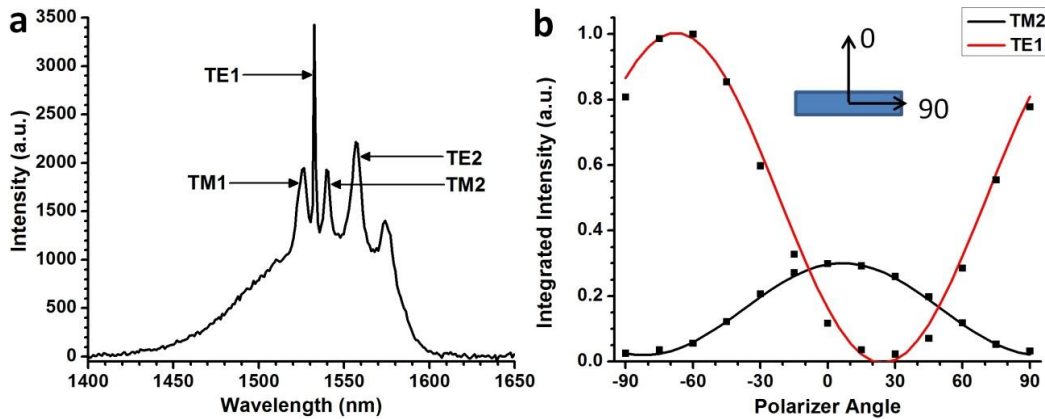 a
Intensity (a.u.)
3500
3000
2500
2000
1500
1000
500
0
TE1
TM1
TE2
TM2
1400 1450 1500 1550 1600 1650
Wavelength (nm)
b
TM2
TE1
Integrated Intensity (a.u.)
1.0
0.8
0.6
0.4
0.2
0.0
0
90
-90 -60 -30 0 30 60 90
Polarizer Angle